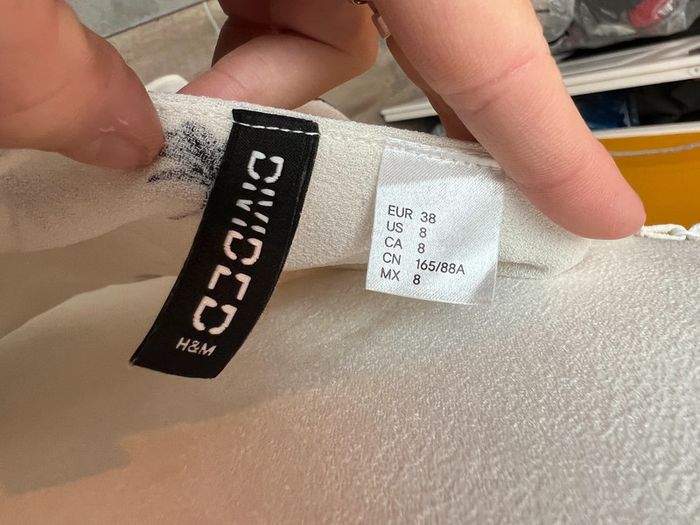 DIVIDED
H&M
EUR 38
US 8
CA 8
CN 165/88A
MX 8